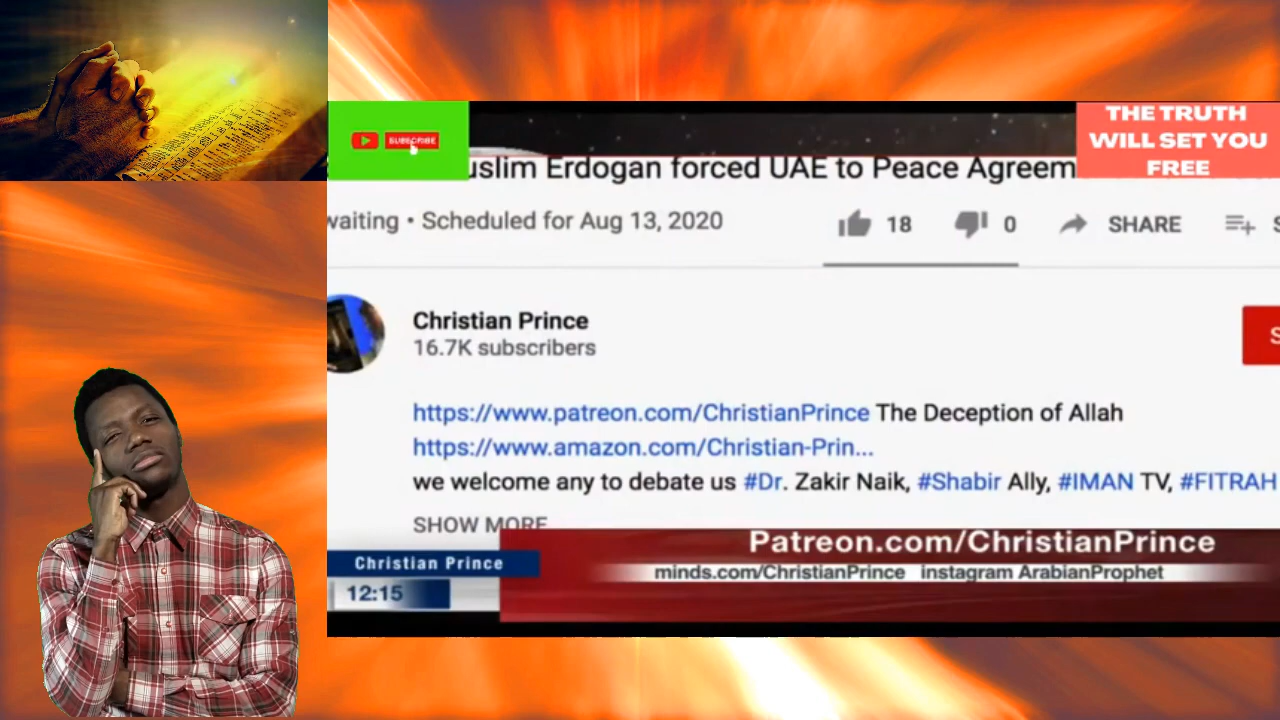 THE TRUTH
WILL SET YOU
FREE
SUBSCRIBE
uslim Erdogan forced UAE to Peace Agreem
waiting • Scheduled for Aug 13, 2020
18
0
SHARE
S
Christian Prince
16.7K subscribers
S
https://www.patreon.com/ChristianPrince The Deception of Allah
https://www.amazon.com/Christian-Prin...
we welcome any to debate us #Dr. Zakir Naik, #Shabir Ally, #IMAN TV, #FITRAH
SHOW MORE
Patreon.com/ChristianPrince
Christian Prince
minds.com/ChristianPrince instagram ArabianProphet
12:15